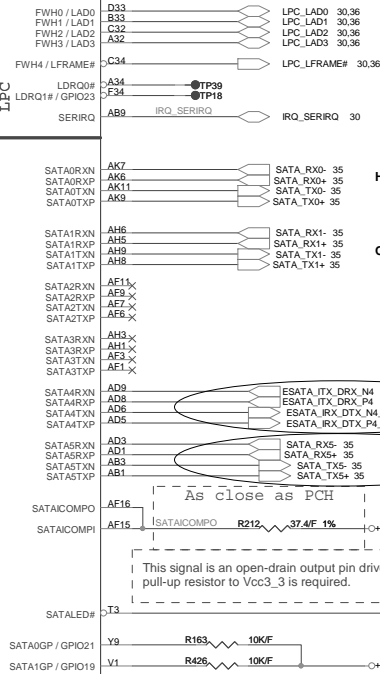 FWH0 / LAD0 D33 LPC_LAD0 30,36
FWH1 / LAD1 B33 LPC_LAD1 30,36
FWH2 / LAD2 C32 LPC_LAD2 30,36
FWH3 / LAD3 A32 LPC_LAD3 30,36
FWH4 / LFRAME# C34 LPC_LFRAME# 30,36
LPC
LDRQ0# A34 TP39
LDRQ1# / GPIO23 F34 TP18
SERIRQ AB9 IRQ_SERIRQ IRQ_SERIRQ 30
SATA0RXN AK7 SATA_RX0- 35
SATA0RXP AK6 SATA_RX0+ 35
SATA0TXN AK11 SATA_TX0- 35
SATA0TXP AK9 SATA_TX0+ 35
SATA1RXN AH6 SATA_RX1- 35
SATA1RXP AH5 SATA_RX1+ 35
SATA1TXN AH9 SATA_TX1- 35
SATA1TXP AH8 SATA_TX1+ 35
SATA2RXN AF11
SATA2RXP AF9
SATA2TXN AF7
SATA2TXP AF6
SATA3RXN AH3
SATA3RXP AH1
SATA3TXN AF3
SATA3TXP AF1
SATA4RXN AD9 ESATA_ITX_DRX_N4
SATA4RXP AD8 ESATA_ITX_DRX_P4
SATA4TXN AD6 ESATA_IRX_DTX_N4_
SATA4TXP AD5 ESATA_IRX_DTX_P4_
SATA5RXN AD3 SATA_RX5- 35
SATA5RXP AD1 SATA_RX5+ 35
SATA5TXN AB3 SATA_TX5- 35
SATA5TXP AB1 SATA_TX5+ 35
As close as PCH
SATAICOMPO AF16
SATAICOMPI AF15 SATAICOMPO R212 37.4/F 1%
This signal is an open-drain output pin driv
pull-up resistor to Vcc3_3 is required.
SATALED# T3
SATA0GP / GPIO21 Y9 R163 10K/F
SATA1GP / GPIO19 V1 R426 10K/F